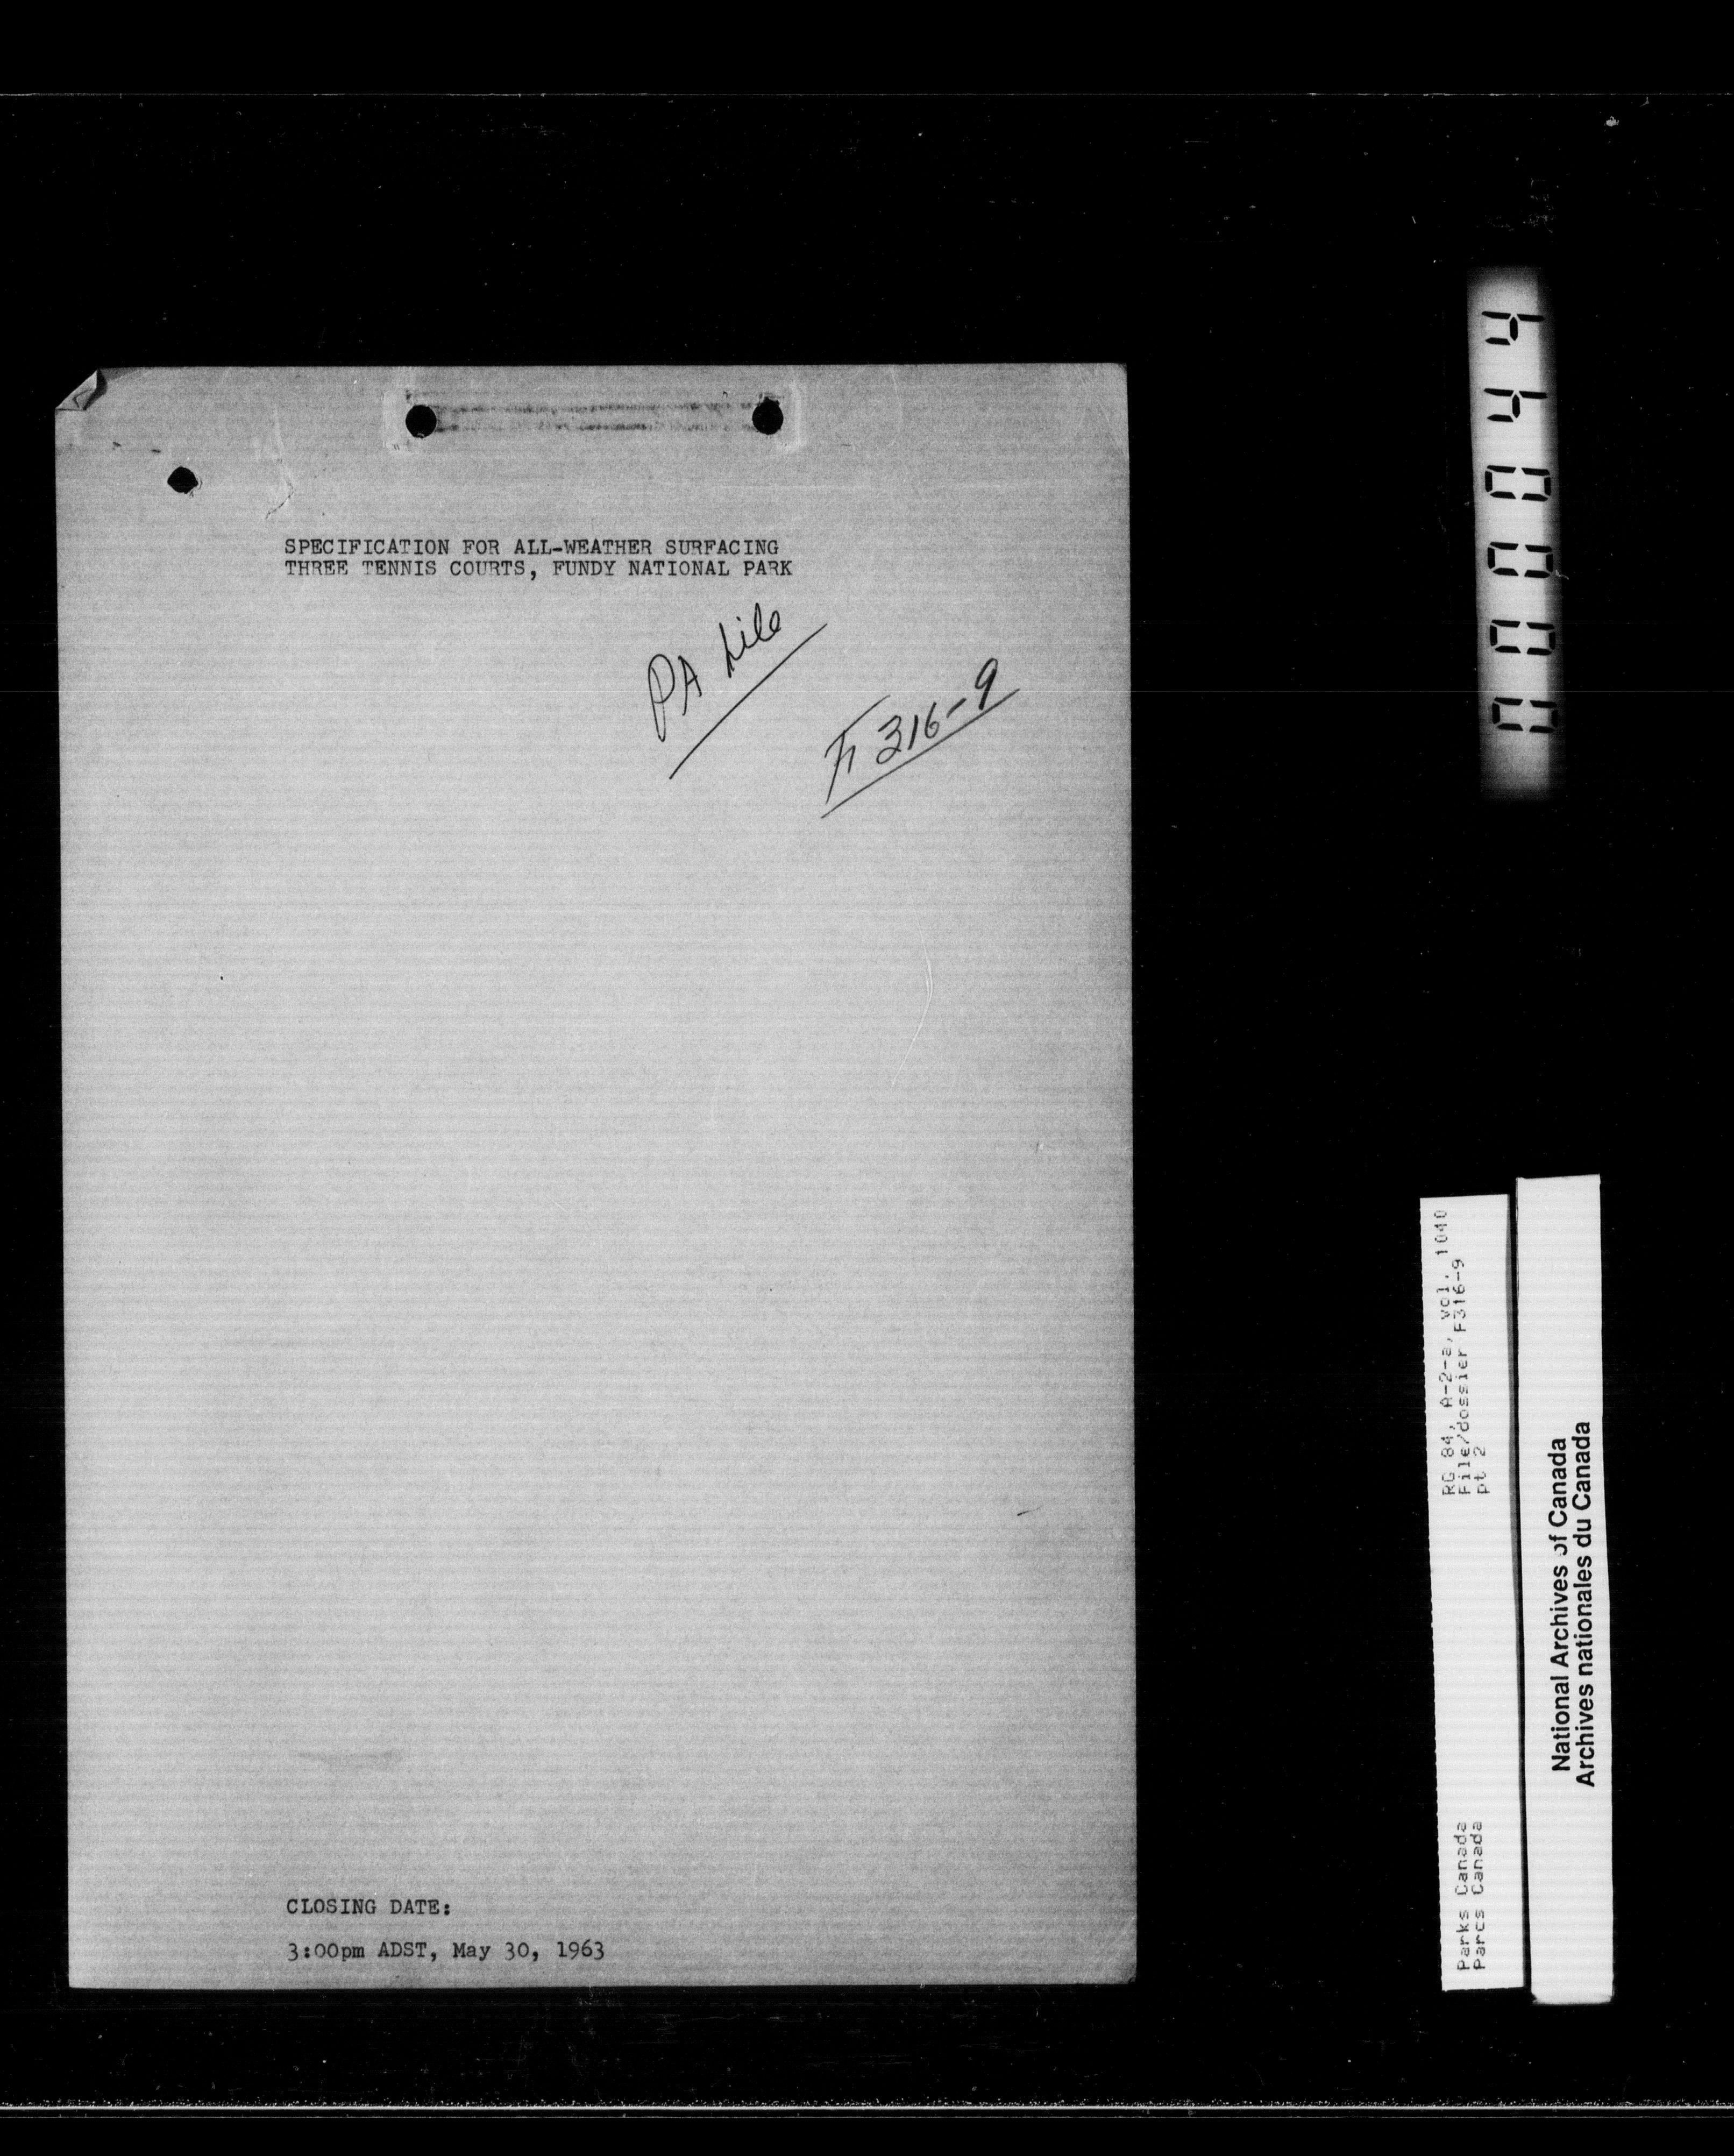 SPECIFICATION FOR ALL-WEATHER SURFACING
THREE TENNIS COURTS, FUNDY NATIONAL PARK
PA file
F 316-9
CLOSING DATE:
3:00pm ADST, May 30, 1963
000044
RG 84, A-2-a, vol. 1040
File/dossier F316-9
pt 2
Parks Canada
Parcs Canada
National Archives of Canada
Archives nationales du Canada